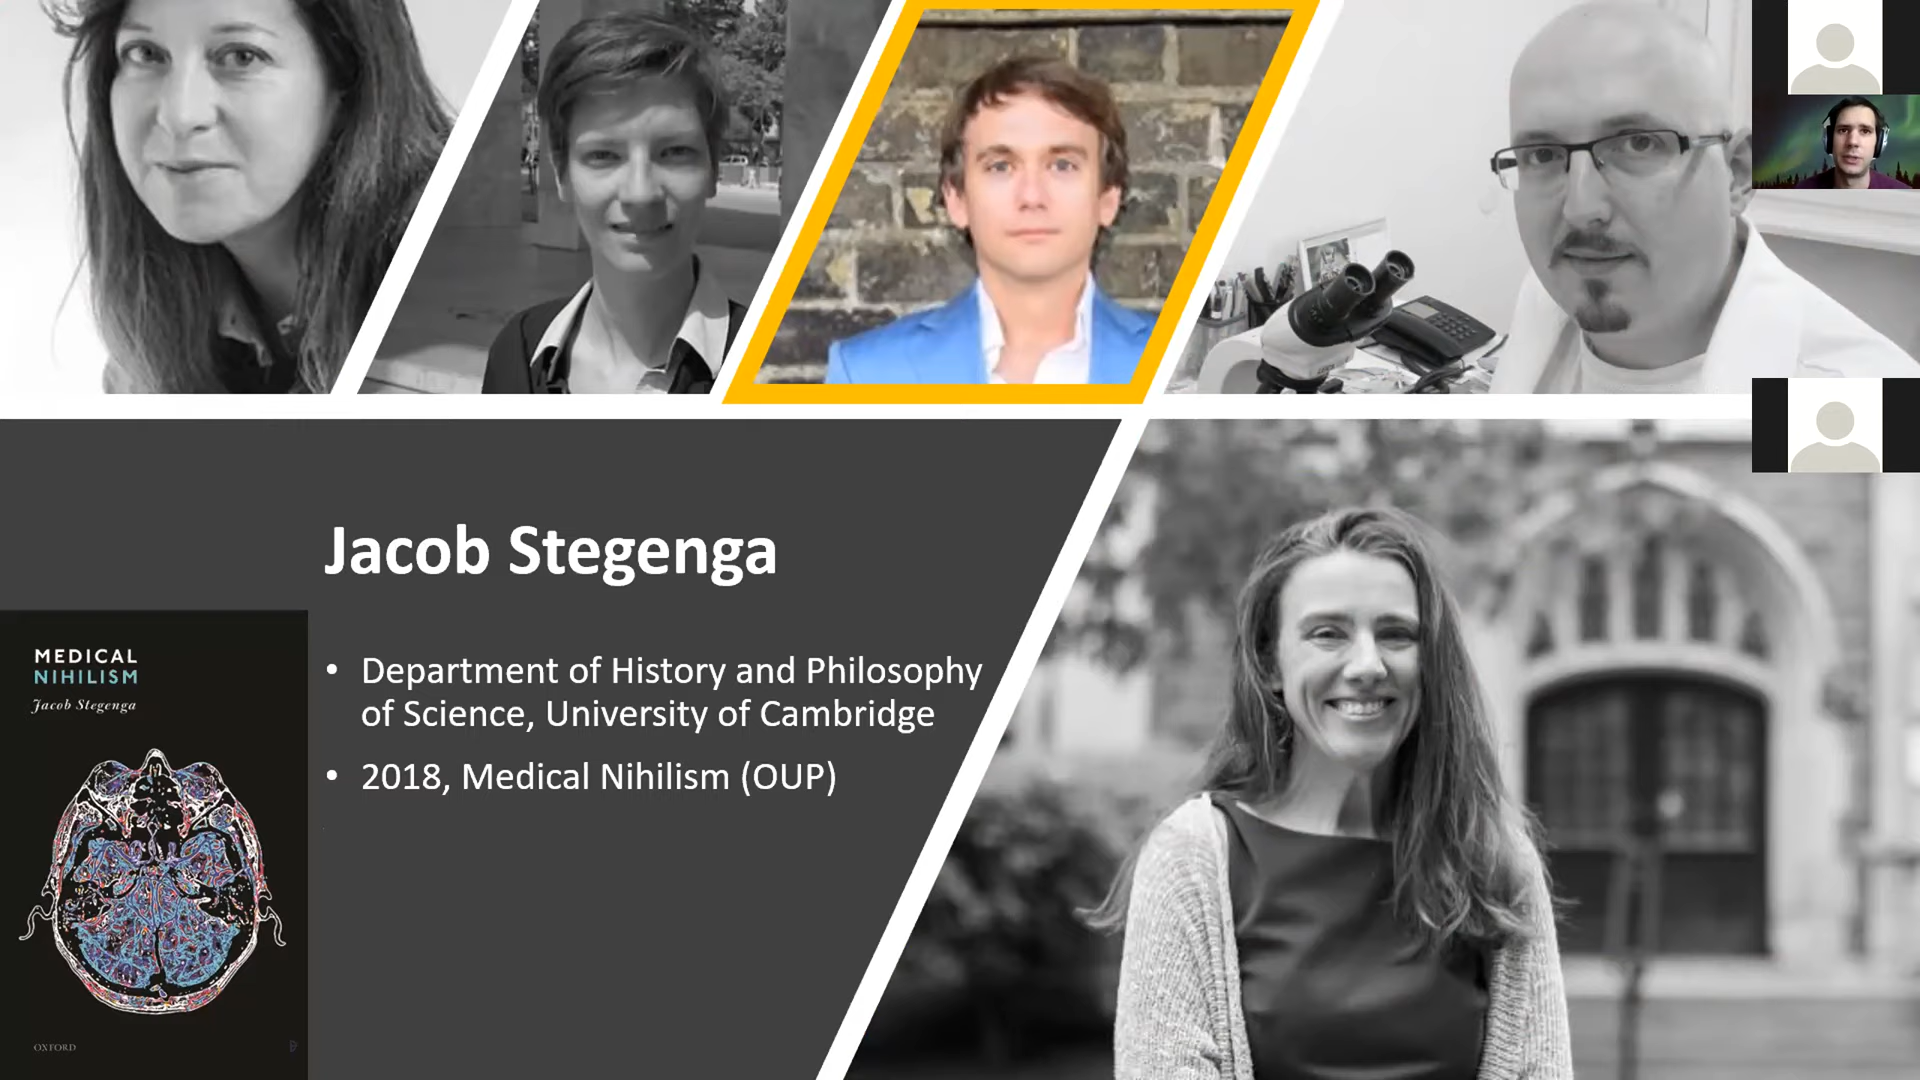 Jacob Stegenga
MEDICAL
NIHILISM
Jacob Stegenga
OXFORD
• Department of History and Philosophy
of Science, University of Cambridge
• 2018, Medical Nihilism (OUP)